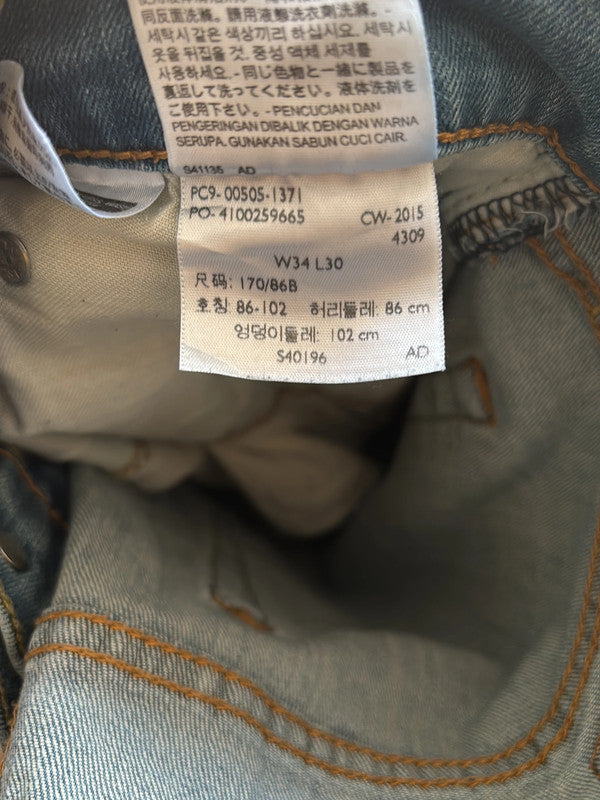 同反面洗滌。請用液態洗衣劑洗滌。-
세탁시 같은 색상끼리 하십시오. 세탁시
옷을 뒤집을 것. 중성 액체 세제를
사용하세요. - 同じ色物と一緒に製品を
裏返して洗ってください。液体洗剤をご
使用下さい。- PENCUCIAN DAN
PENGERINGAN DIBALIK DENGAN WARNA
SERUPA. GUNAKAN SABUN CUCI CAIR.
S41135 AD
PC9-00505-1371
PO-4100259665 CW-2015
4309
W34 L30
尺码: 170/86B
호칭 86-102 허리둘레: 86 cm
엉덩이둘레: 102 cm
S40196 AD